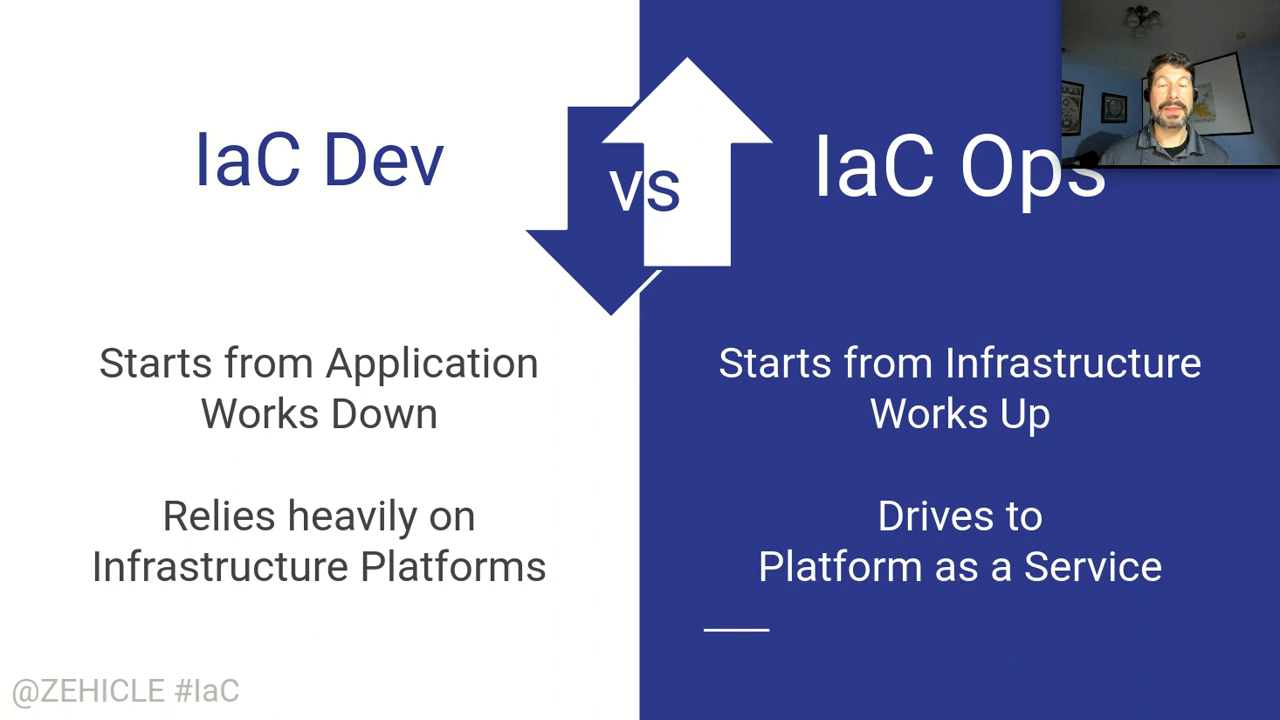 IaC Dev
vs
IaC Ops
Starts from Application
Works Down
Relies heavily on
Infrastructure Platforms
Starts from Infrastructure
Works Up
Drives to
Platform as a Service
@ZEHICLE #IaC